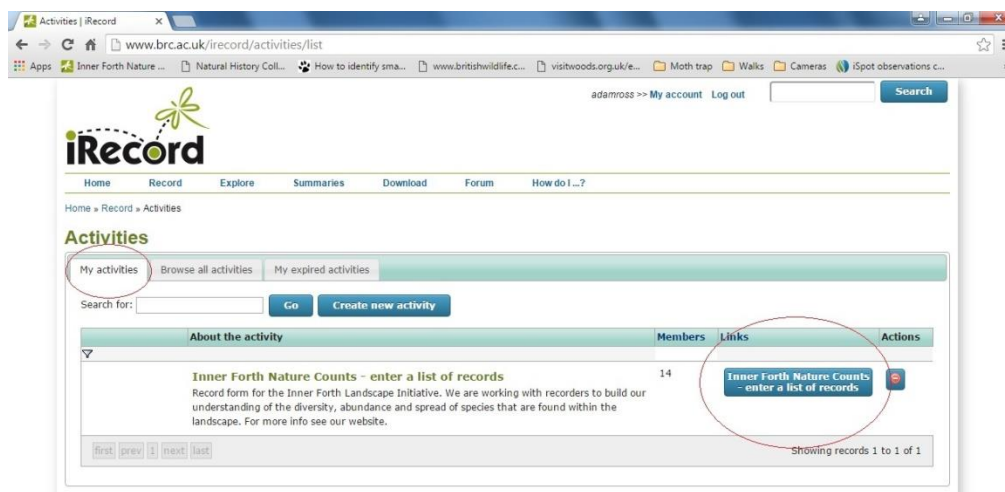 Activities | iRecord
www.brc.ac.uk/irecord/activities/list
Apps Inner Forth Nature ... Natural History Coll... How to identify sma... www.britishwildlife.c... visitwoods.org.uk/e... Moth trap Walks Cameras iSpot observations c...
adamross >> My account Log out Search
iRecord
Home Record Explore Summaries Download Forum How do I ...?
Home » Record » Activities
Activities
My activities Browse all activities My expired activities
Search for: Go Create new activity
About the activity Members Links Actions
Inner Forth Nature Counts - enter a list of records 14 Inner Forth Nature Counts
- enter a list of records
Record form for the Inner Forth Landscape Initiative. We are working with recorders to build our
understanding of the diversity, abundance and spread of species that are found within the
landscape. For more info see our website.
first prev 1 next last Showing records 1 to 1 of 1